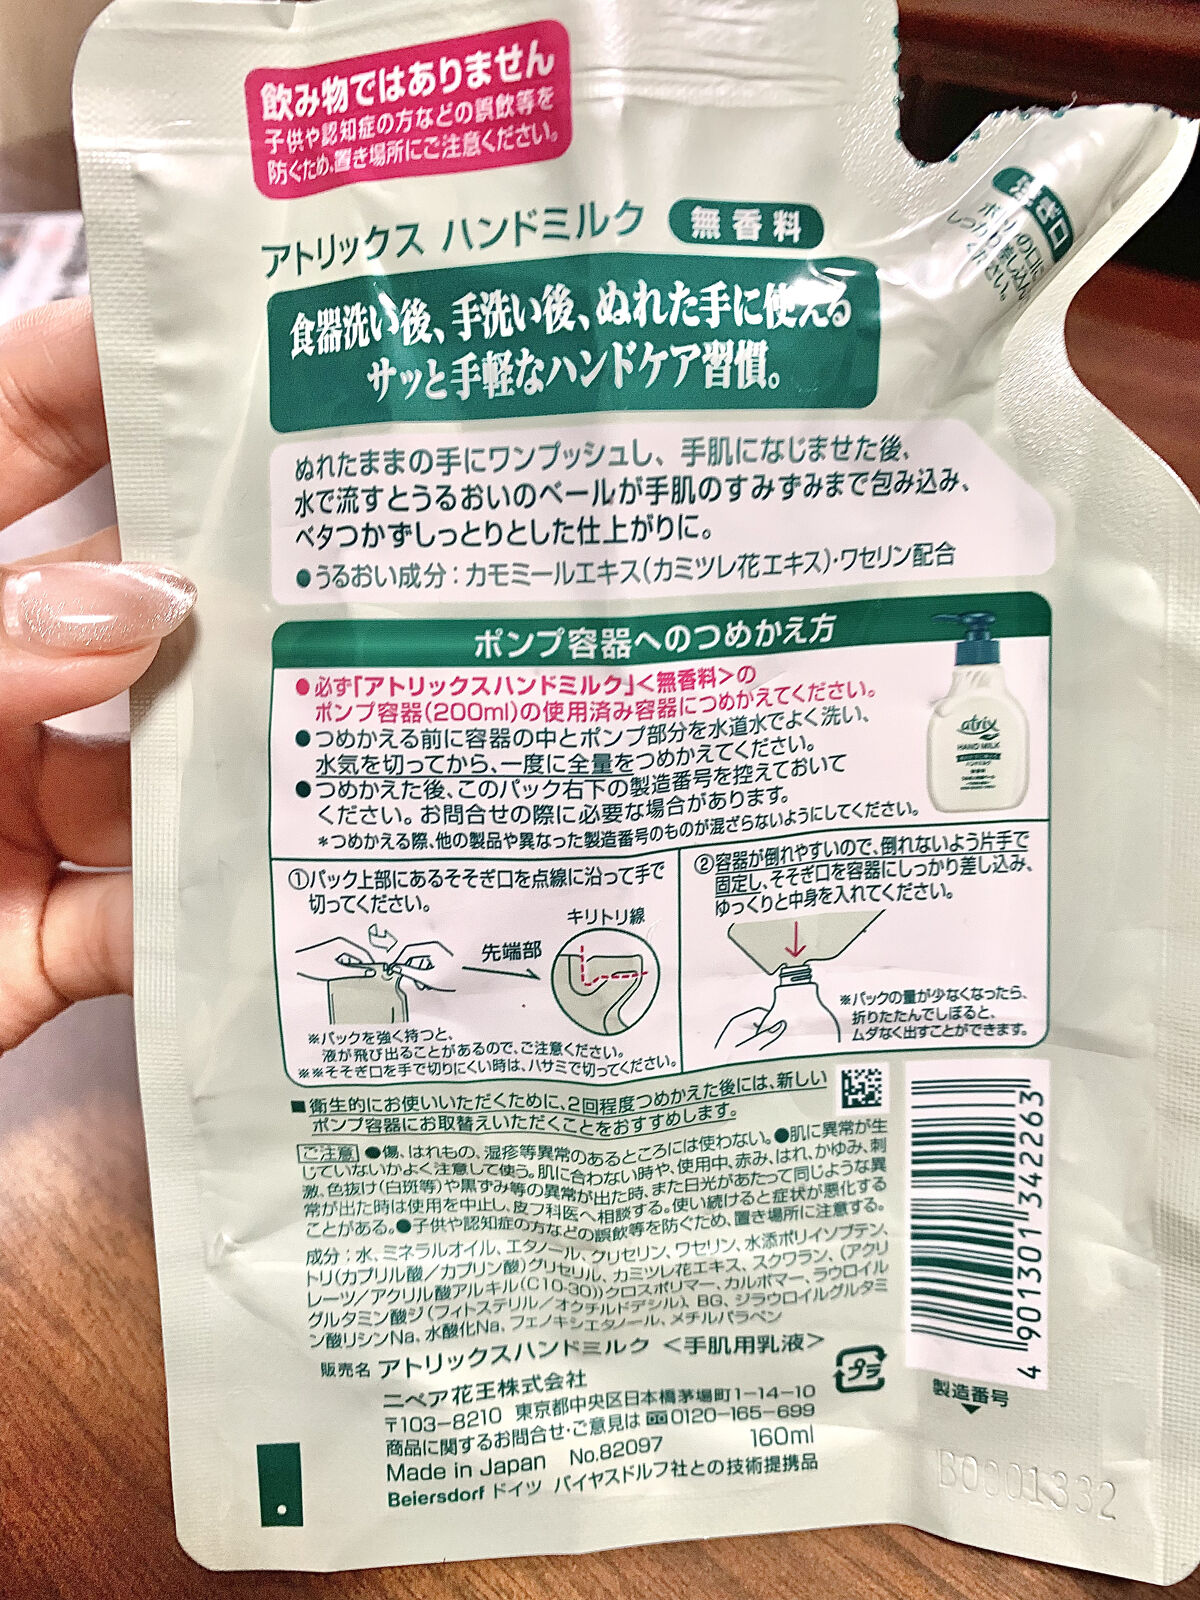 飲み物ではありません
子供や認知症の方などの誤飲等を
防ぐため、置き場所にご注意ください。
注ぎ口
しっかり差し込ん
ください。
アトリックス ハンドミルク 無香料
食器洗い後、手洗い後、ぬれた手に使える
サッと手軽なハンドケア習慣。
ぬれたままの手にワンプッシュし、手肌になじませた後、
水で流すとうるおいのベールが手肌のすみずみまで包み込み、
ベタつかずしっとりとした仕上がりに。
●うるおい成分：カモミールエキス(カミツレ花エキス)・ワセリン配合
ポンプ容器へのつめかえ方
●必ず「アトリックスハンドミルク」<無香料>の
ポンプ容器(200ml)の使用済み容器につめかえてください。
●つめかえる前に容器の中とポンプ部分を水道水でよく洗い、
水気を切ってから、一度に全量をつめかえてください。
●つめかえた後、このパック右下の製造番号を控えておいて
ください。お問合せの際に必要な場合があります。
*つめかえる際、他の製品や異なった製造番号のものが混ざらないようにしてください。
atrix
HAND MILK
①パック上部にあるそそぎ口を点線に沿って手で
切ってください。
キリトリ線
先端部
※パックを強く持つと、
液が飛び出ることがあるので、ご注意ください。
※※そそぎ口を手で切りにくい時は、ハサミで切ってください。
②容器が倒れやすいので、倒れないよう片手で
固定し、そそぎ口を容器にしっかり差し込み、
ゆっくりと中身を入れてください。
※パックの量が少なくなったら、
折りたたんでしぼると、
ムダなく出すことができます。
■衛生的にお使いいただくために、2回程度つめかえた後には、新しい
ポンプ容器にお取替えいただくことをおすすめします。
ご注意 ●傷、はれもの、湿疹等異常のあるところには使わない。●肌に異常が生
じていないかよく注意して使う。肌に合わない時や、使用中、赤み、はれ、かゆみ、刺
激、色抜け(白斑等)や黒ずみ等の異常が出た時、また日光があたって同じような異
常が出た時は使用を中止し、皮フ科医へ相談する。使い続けると症状が悪化する
ことがある。●子供や認知症の方などの誤飲等を防ぐため、置き場所に注意する。
成分：水、ミネラルオイル、エタノール、グリセリン、ワセリン、水添ポリイソブテン、
トリ(カプリル酸／カプリン酸)グリセリル、カミツレ花エキス、スクワラン、(アクリ
レーツ／アクリル酸アルキル(C10-30))クロスポリマー、カルボマー、ラウロイル
グルタミン酸ジ(フィトステリル／オクチルドデシル)、BG、ジラウロイルグルタミ
ン酸リシンNa、水酸化Na、フェノキシエタノール、メチルパラベン
販売名 アトリックスハンドミルク ＜手肌用乳液＞
ニベア花王株式会社
〒103-8210 東京都中央区日本橋茅場町1-14-10
商品に関するお問合せ・ご意見は 0120-165-699
Made in Japan No.82097 160ml
Beiersdorf ドイツ バイヤスドルフ社との技術提携品
プラ
4 901301 342263
製造番号
B0001332